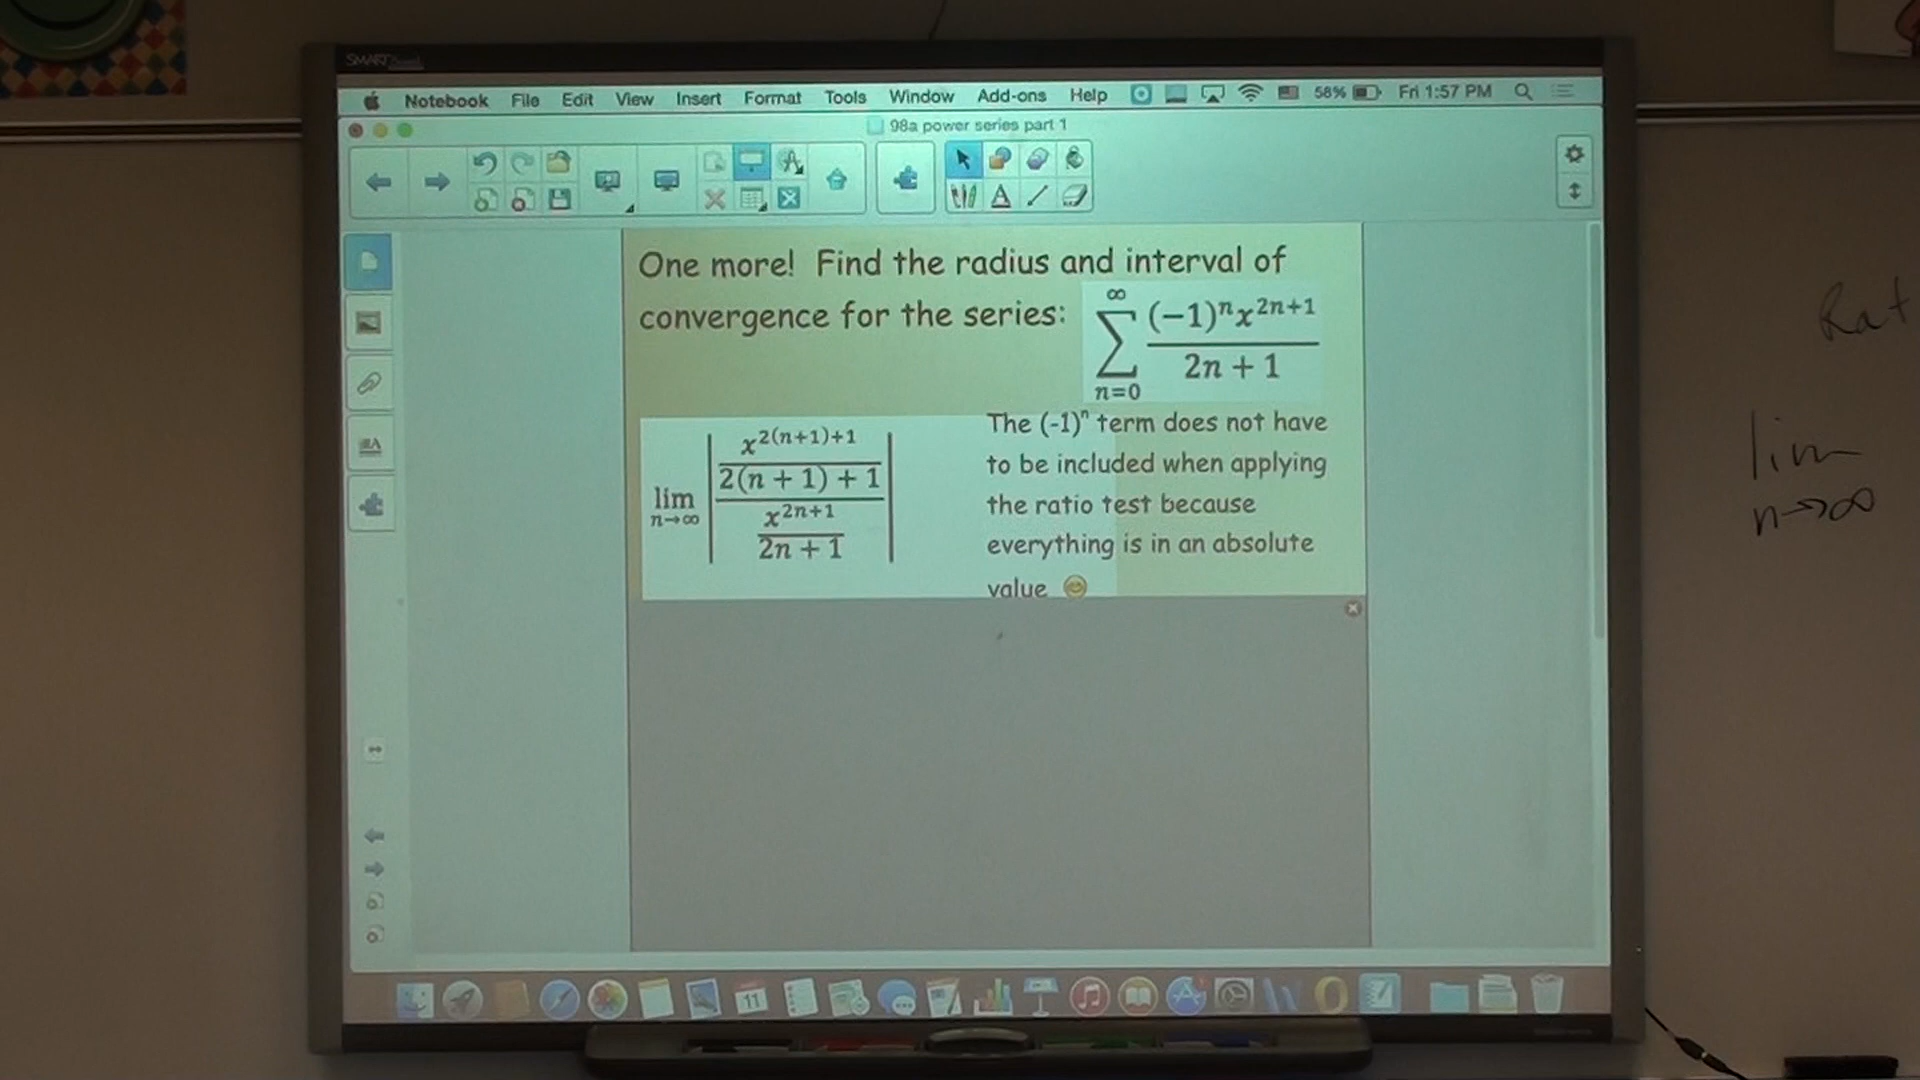 SMART
Notebook File Edit View Insert Format Tools Window Add-ons Help 58% Fri 1:57 PM
98a power series part 1
One more! Find the radius and interval of
convergence for the series:
∞
∑ (-1)ⁿx²ⁿ⁺¹
2n + 1
n=0
x²⁽ⁿ⁺¹⁾⁺¹
2(n + 1) + 1
lim
n→∞
x²ⁿ⁺¹
2n + 1
The (-1)ⁿ term does not have
to be included when applying
the ratio test because
everything is in an absolute
value
11
Rat
lim
n→∞